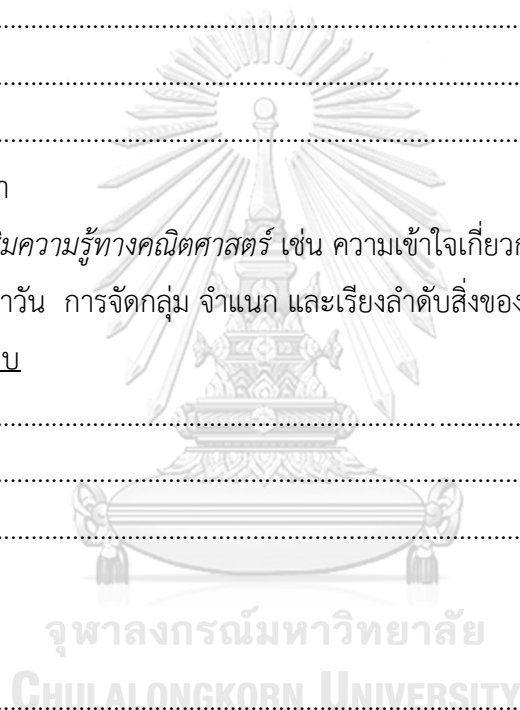 ........................................................................
........................................................................
........................................................................
า
ิมความรู้ทางคณิตศาสตร์ เช่น ความเข้าใจเกี่ยวก
าวัน การจัดกลุ่ม จำแนก และเรียงลำดับสิ่งของ
บ
........................................................................
........................................................................
........................................................................
จุฬาลงกรณ์มหาวิทยาลัย
CHULALONGKORN UNIVERSITY
........................................................................